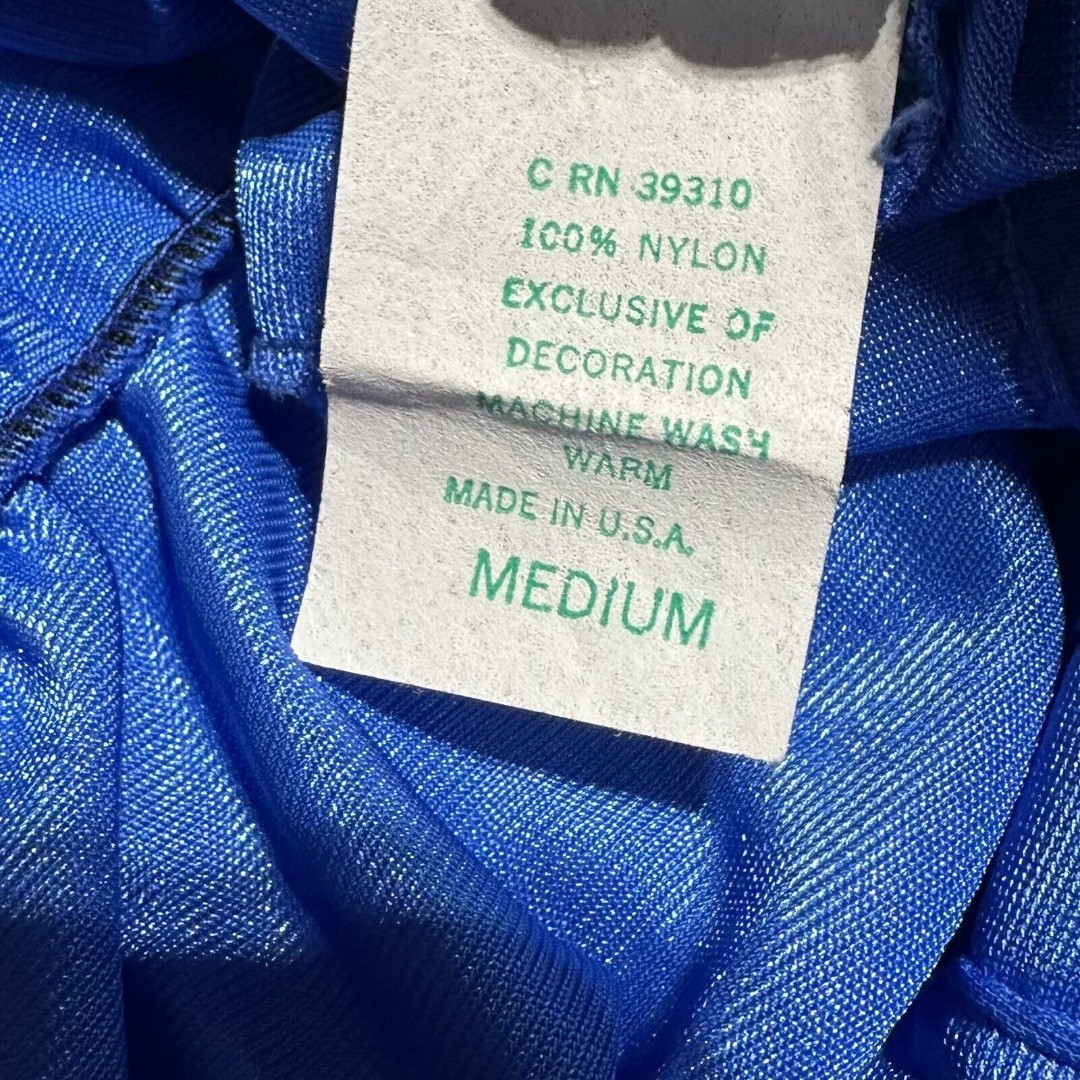 C RN 39310
100% NYLON
EXCLUSIVE OF
DECORATION
MACHINE WASH
WARM
MADE IN U.S.A.
MEDIUM